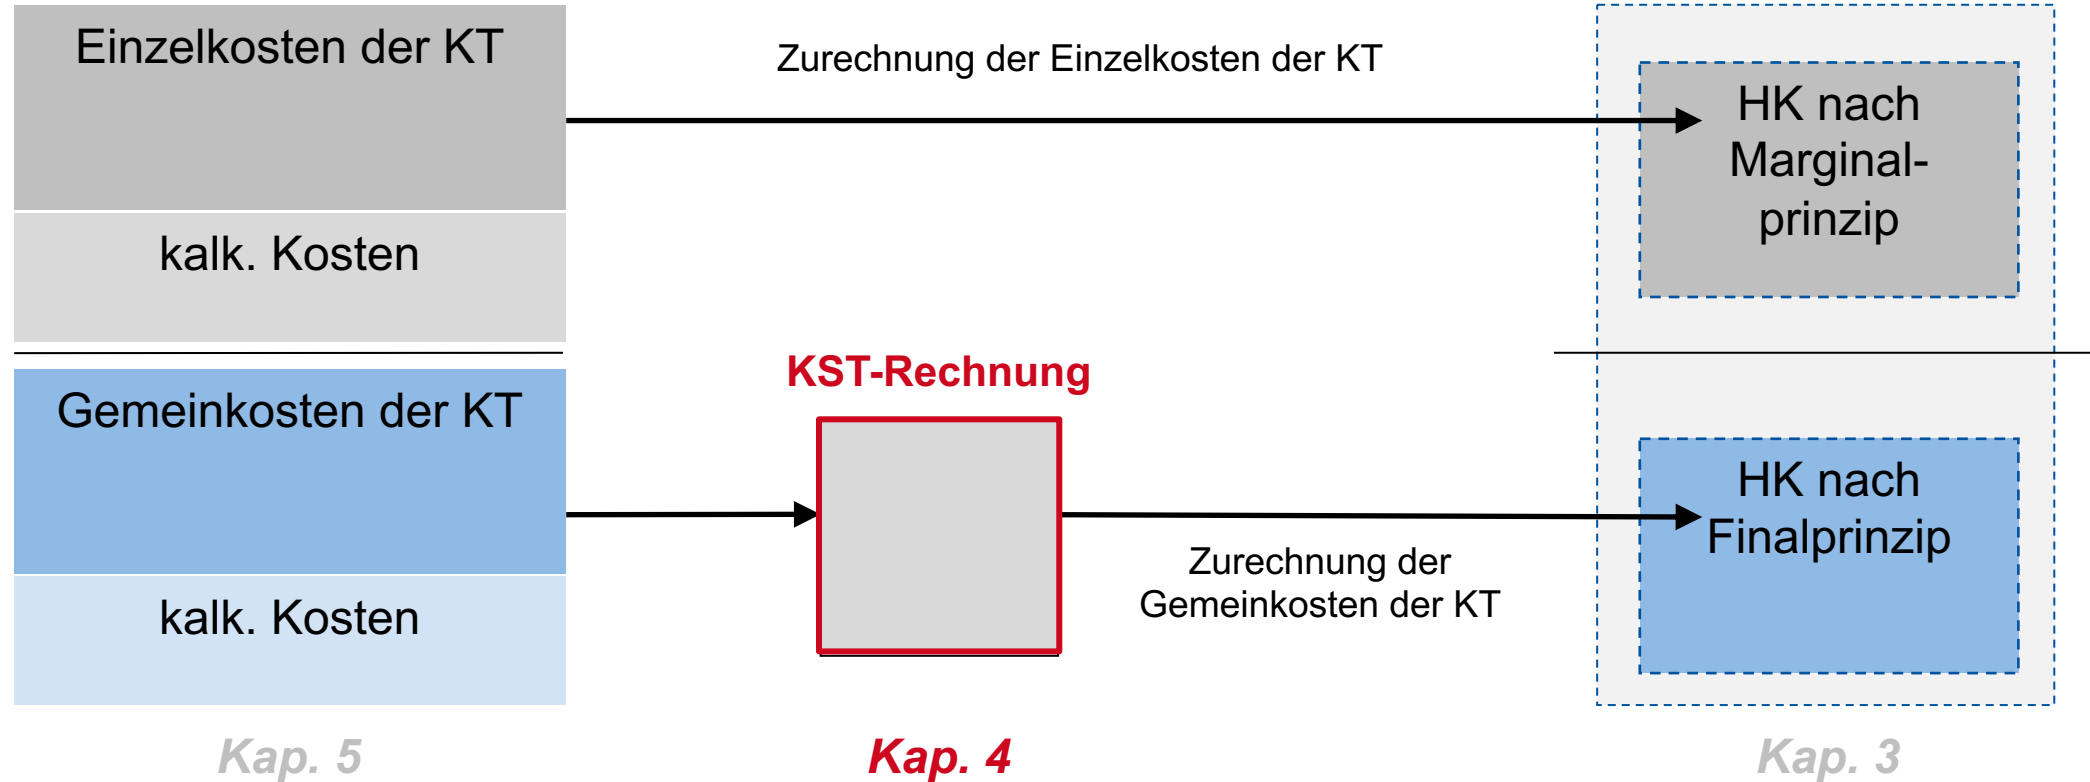 Einzelkosten der KT
kalk. Kosten
Zurechnung der Einzelkosten der KT
HK nach
Marginal-
prinzip
Gemeinkosten der KT
kalk. Kosten
KST-Rechnung
Zurechnung der
Gemeinkosten der KT
HK nach
Finalprinzip
Kap. 5
Kap. 4
Kap. 3